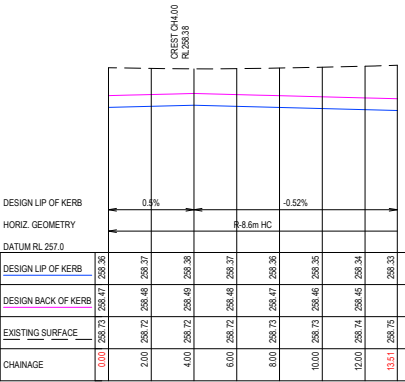 CREST CH4.00
RL258.38
DESIGN LIP OF KERB 0.5% -0.52%
HORIZ. GEOMETRY R-8.6m HC
DATUM RL 257.0
DESIGN LIP OF KERB 258.36 258.37 258.38 258.37 258.36 258.35 258.34 258.33
DESIGN BACK OF KERB 258.47 258.48 258.49 258.48 258.47 258.46 258.45
EXISTING SURFACE 258.73 258.72 258.72 258.72 258.73 258.73 258.74 258.75
CHAINAGE 0.00 2.00 4.00 6.00 8.00 10.00 12.00 13.51